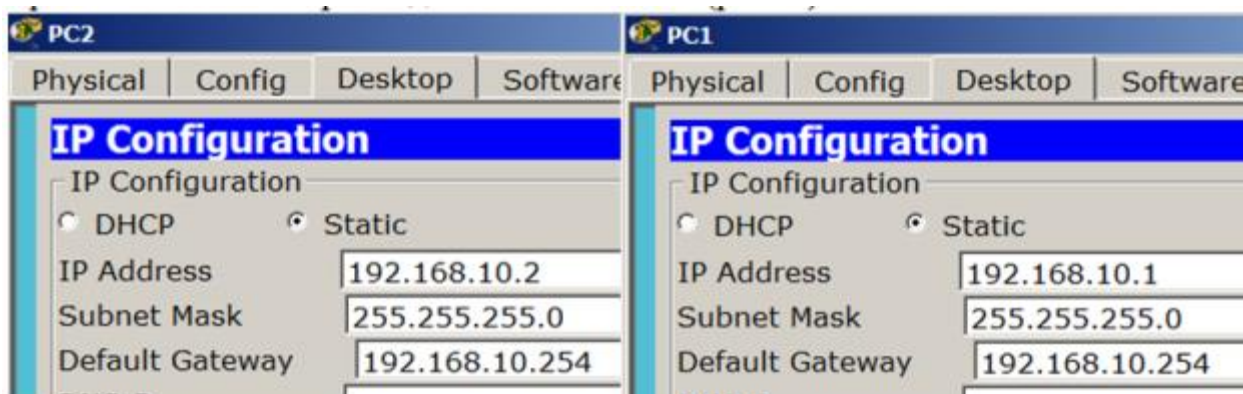 PC2
Physical Config Desktop Software
IP Configuration
IP Configuration
DHCP Static
IP Address 192.168.10.2
Subnet Mask 255.255.255.0
Default Gateway 192.168.10.254
PC1
Physical Config Desktop Software
IP Configuration
IP Configuration
DHCP Static
IP Address 192.168.10.1
Subnet Mask 255.255.255.0
Default Gateway 192.168.10.254